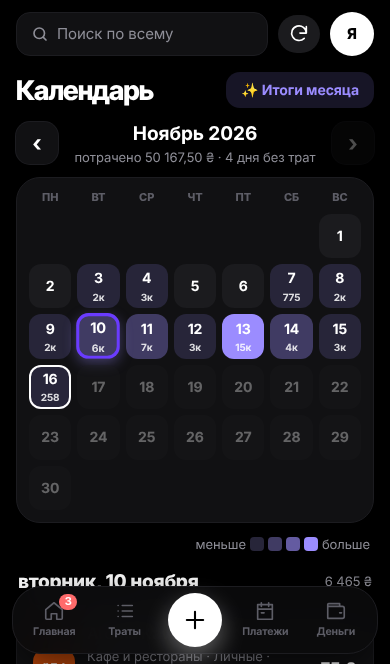 Поиск по всему
Я
Календарь
✨ Итоги месяца
‹ Ноябрь 2026 ›
потрачено 50 167,50 ₴ · 4 дня без трат
ПН ВТ СР ЧТ ПТ СБ ВС
1
2 3 4 5 6 7 8
2к 3к 775 2к
9 10 11 12 13 14 15
2к 6к 7к 3к 15к 4к 3к
16 17 18 19 20 21 22
258
23 24 25 26 27 28 29
30
меньше больше
вторник, 10 ноября 6 465 ₴
3
+
Главная Траты Платежи Деньги
Кафе и рестораны · Личные ·